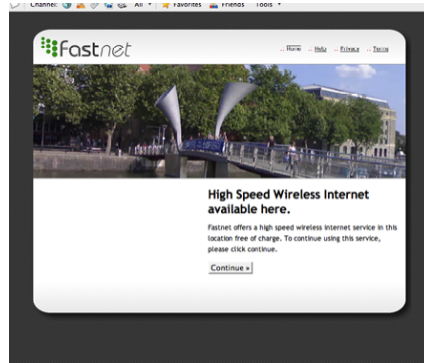 Channel: All Favorites Friends Tools
Fastnet
.. Home .. Help .. Privacy .. Terms
High Speed Wireless Internet
available here.
Fastnet offers a high speed wireless internet service in this
location free of charge. To continue using this service,
please click continue.
Continue »